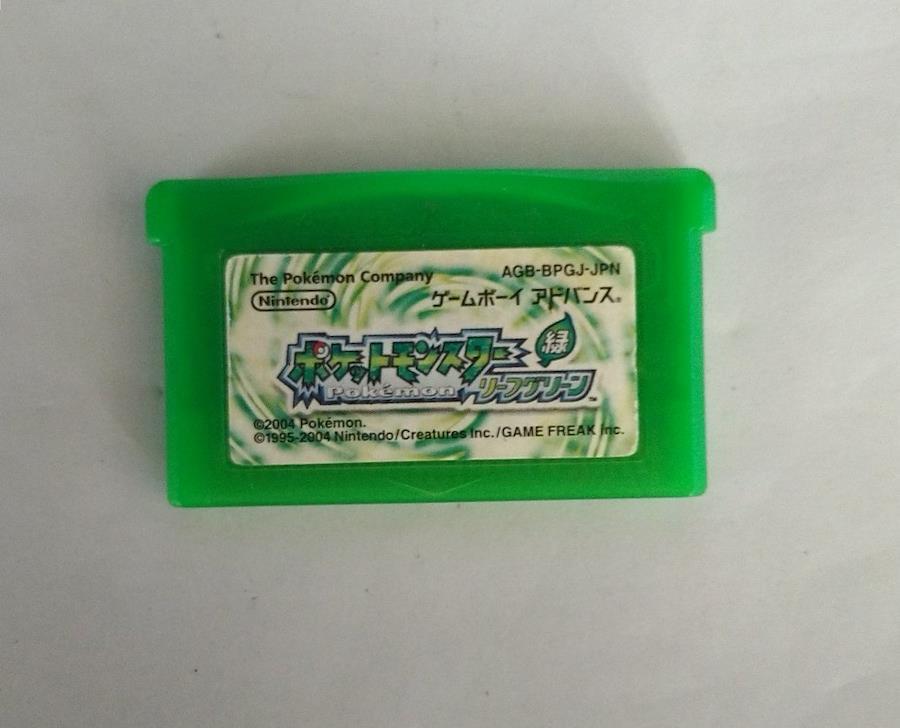 The Pokémon Company
AGB-BPGJ-JPN
Nintendo
ゲームボーイ アドバンス®
ポケットモンスター
緑
Pokémon
リーフグリーン™
©2004 Pokémon.
©1995-2004 Nintendo/Creatures Inc./GAME FREAK inc.